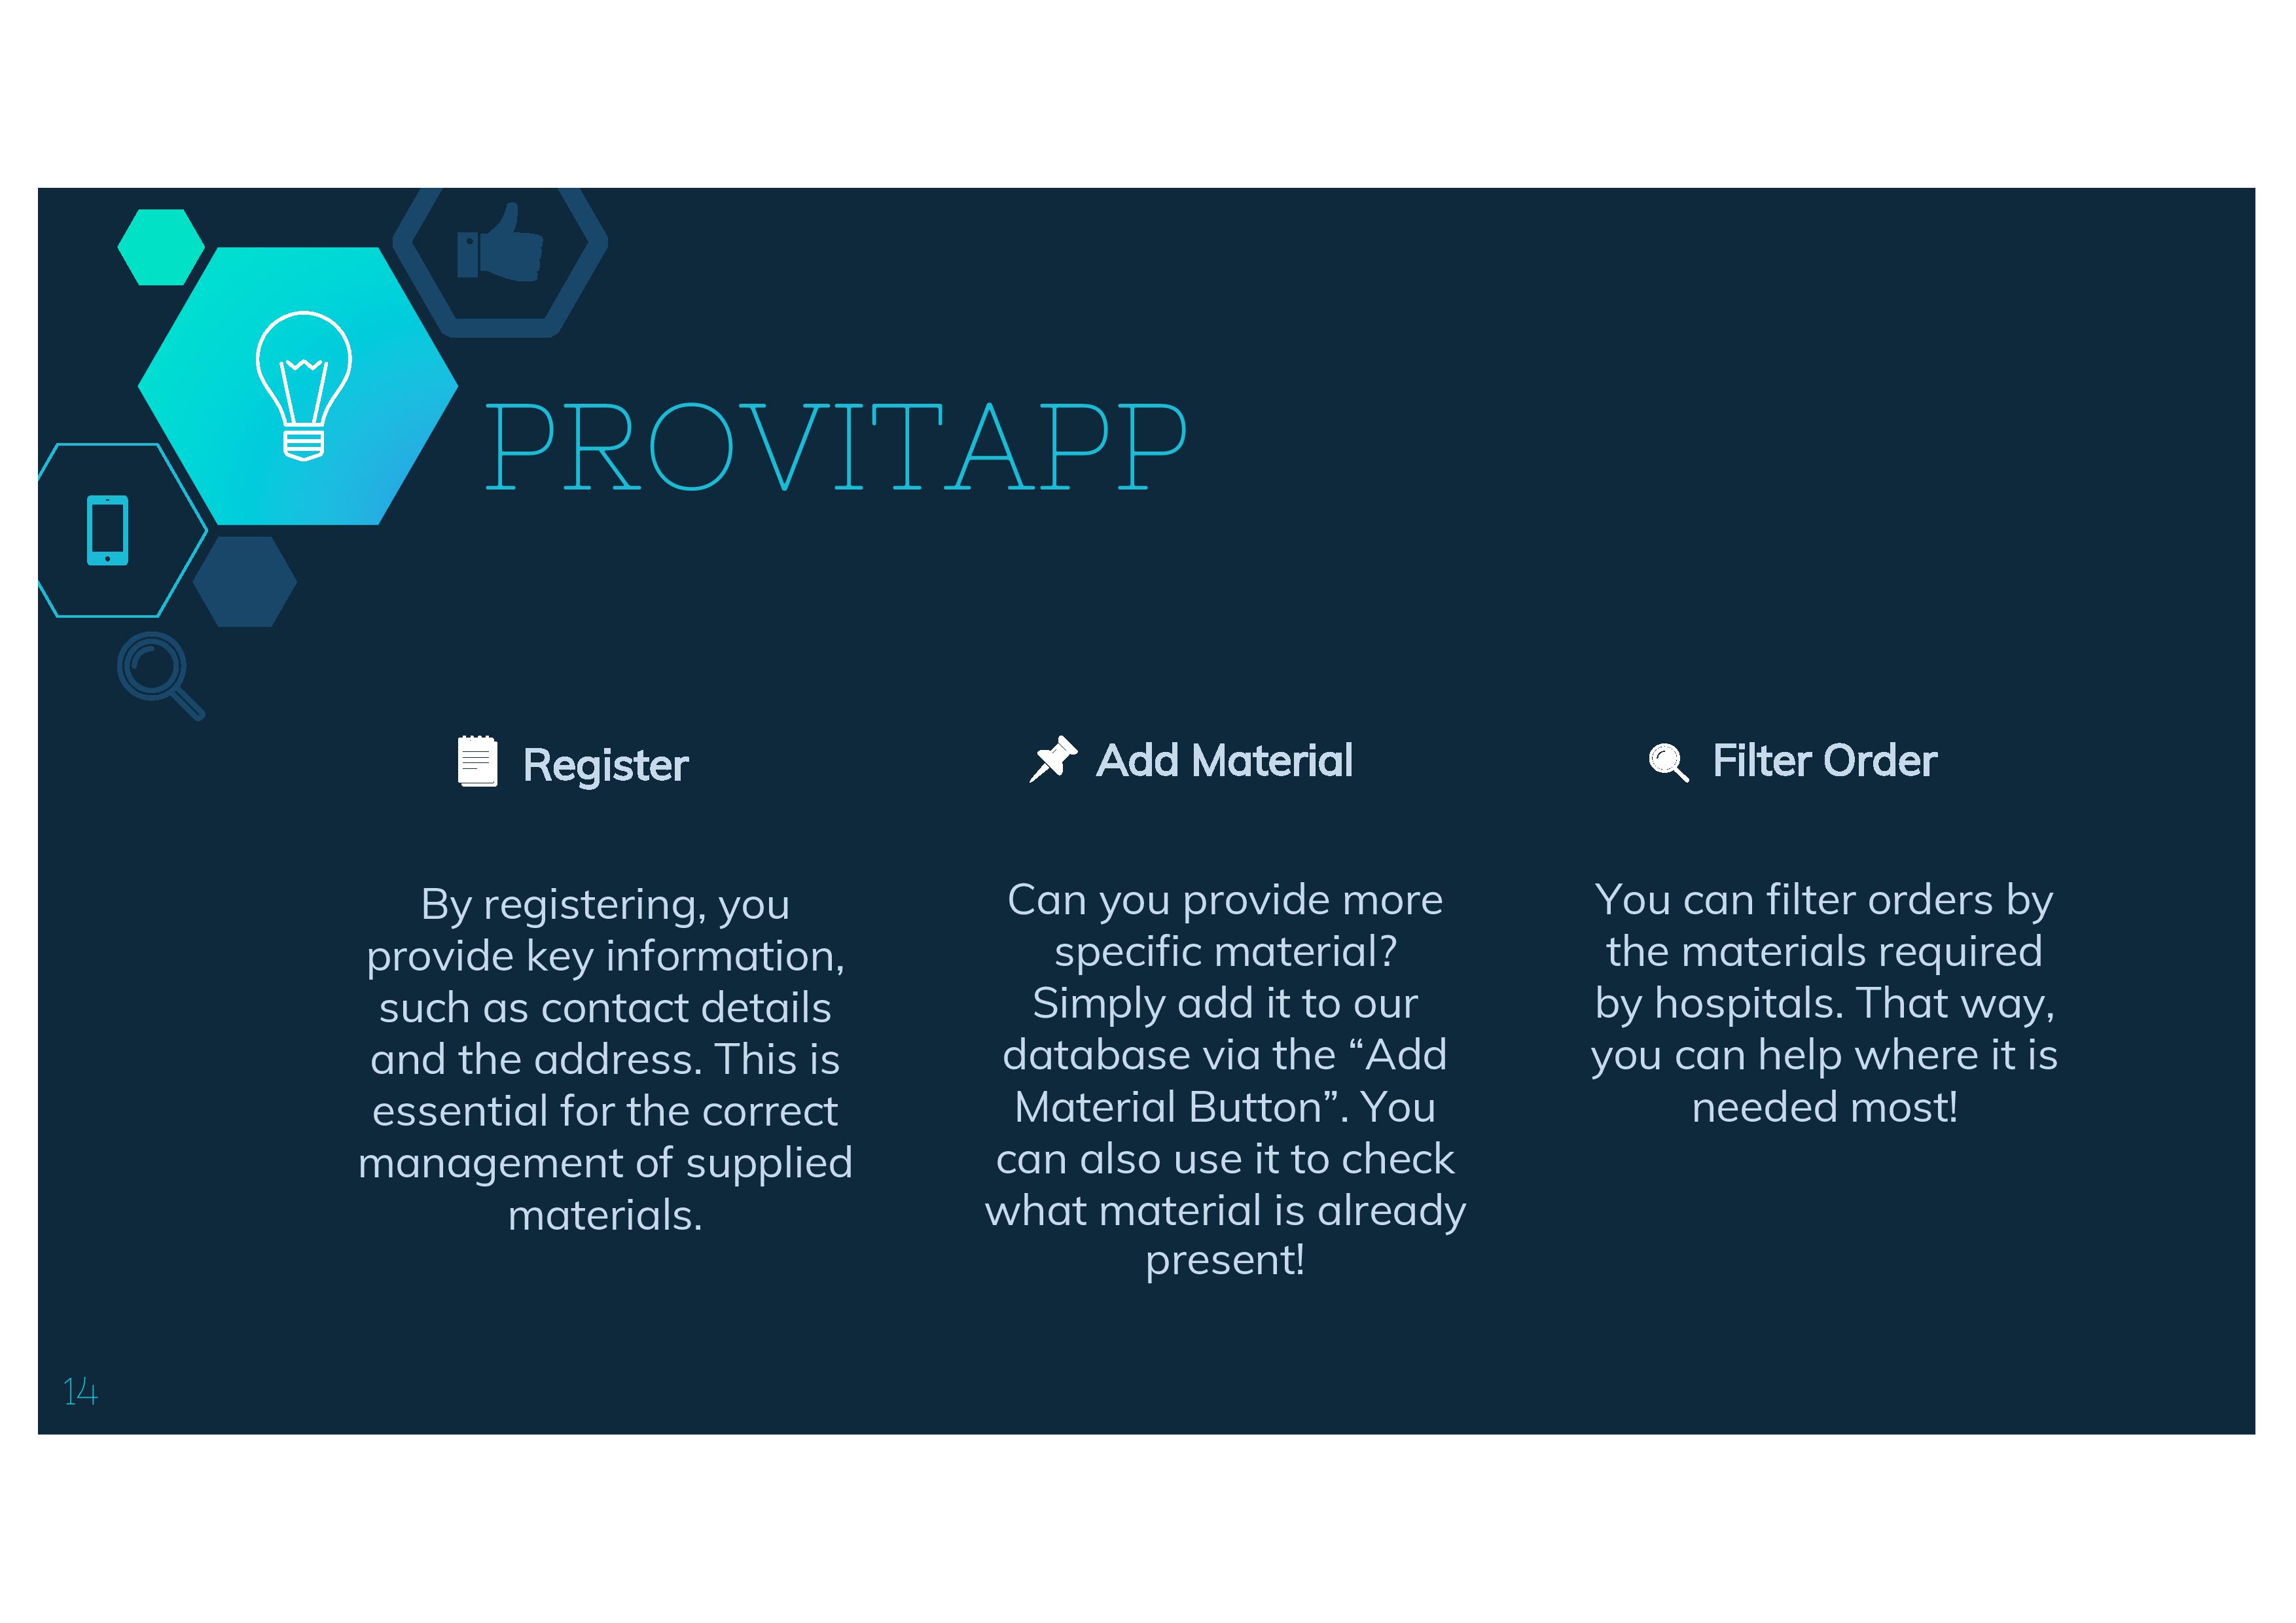 PROVITAPP
Register
By registering, you
provide key information,
such as contact details
and the address. This is
essential for the correct
management of supplied
materials.
Add Material
Can you provide more
specific material?
Simply add it to our
database via the “Add
Material Button”. You
can also use it to check
what material is already
present!
Filter Order
You can filter orders by
the materials required
by hospitals. That way,
you can help where it is
needed most!
14